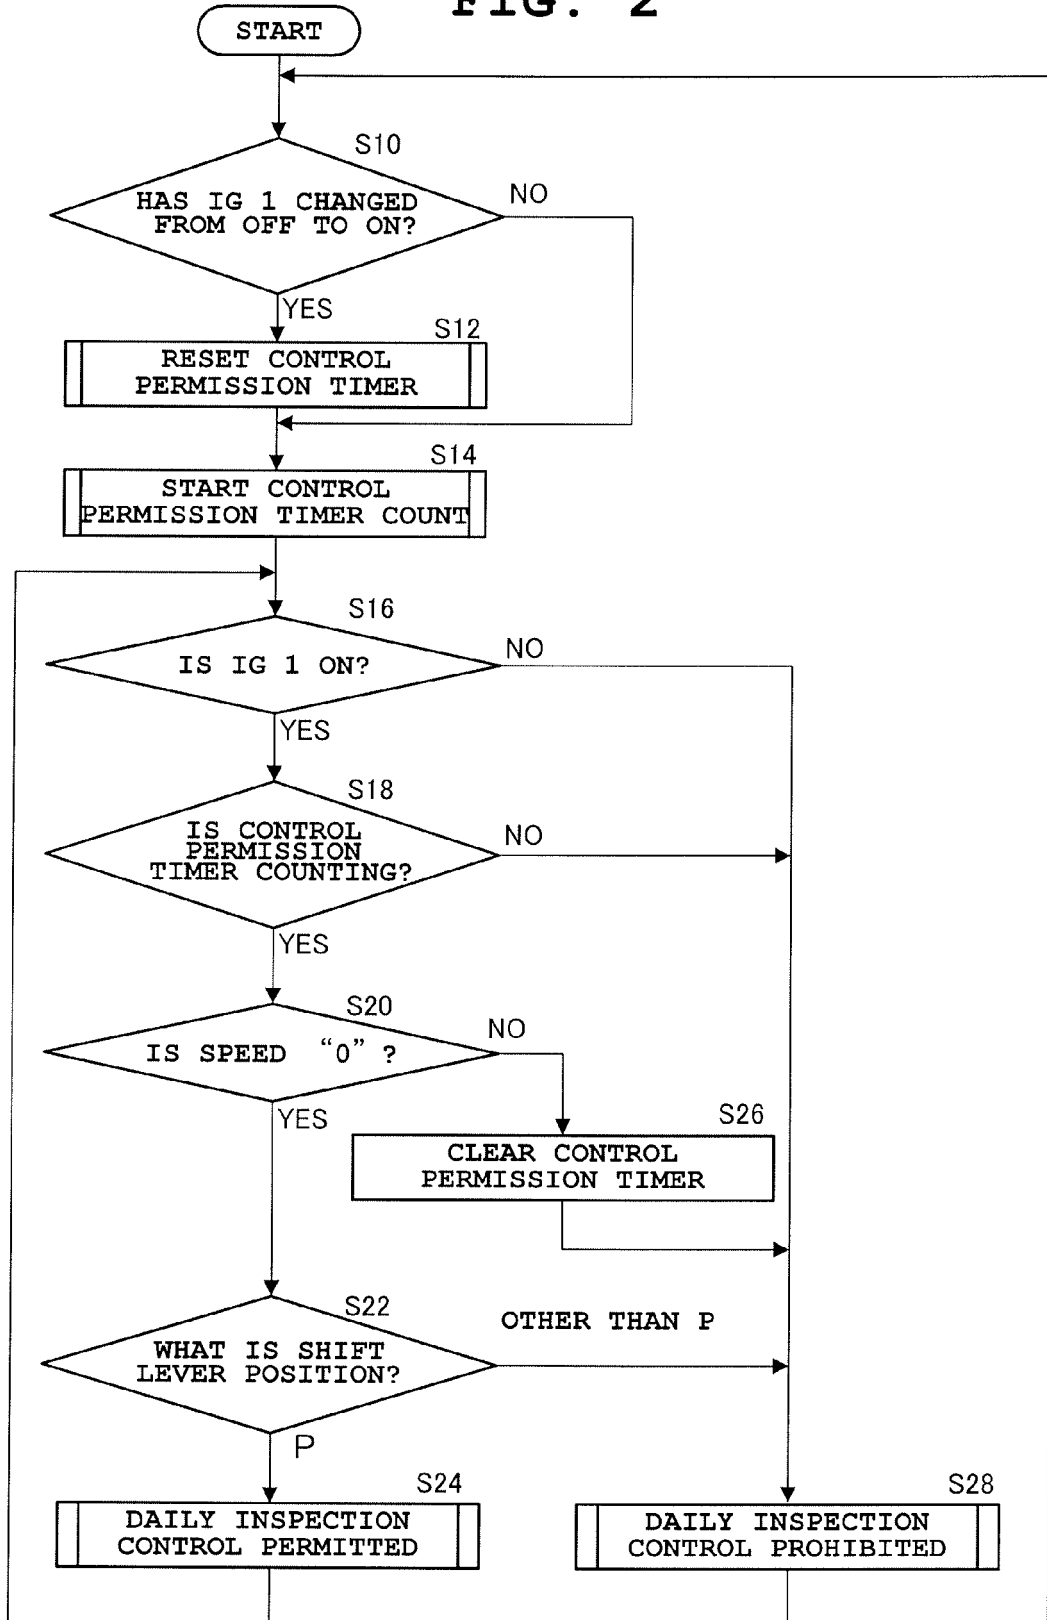 FIG. 2
START
S10
HAS IG 1 CHANGED
FROM OFF TO ON?
NO
YES
S12
RESET CONTROL
PERMISSION TIMER
S14
START CONTROL
PERMISSION TIMER COUNT
S16
IS IG 1 ON?
NO
YES
S18
IS CONTROL
PERMISSION
TIMER COUNTING?
NO
YES
S20
IS SPEED “0” ?
NO
YES
S26
CLEAR CONTROL
PERMISSION TIMER
S22
WHAT IS SHIFT
LEVER POSITION?
OTHER THAN P
P
S24
DAILY INSPECTION
CONTROL PERMITTED
S28
DAILY INSPECTION
CONTROL PROHIBITED